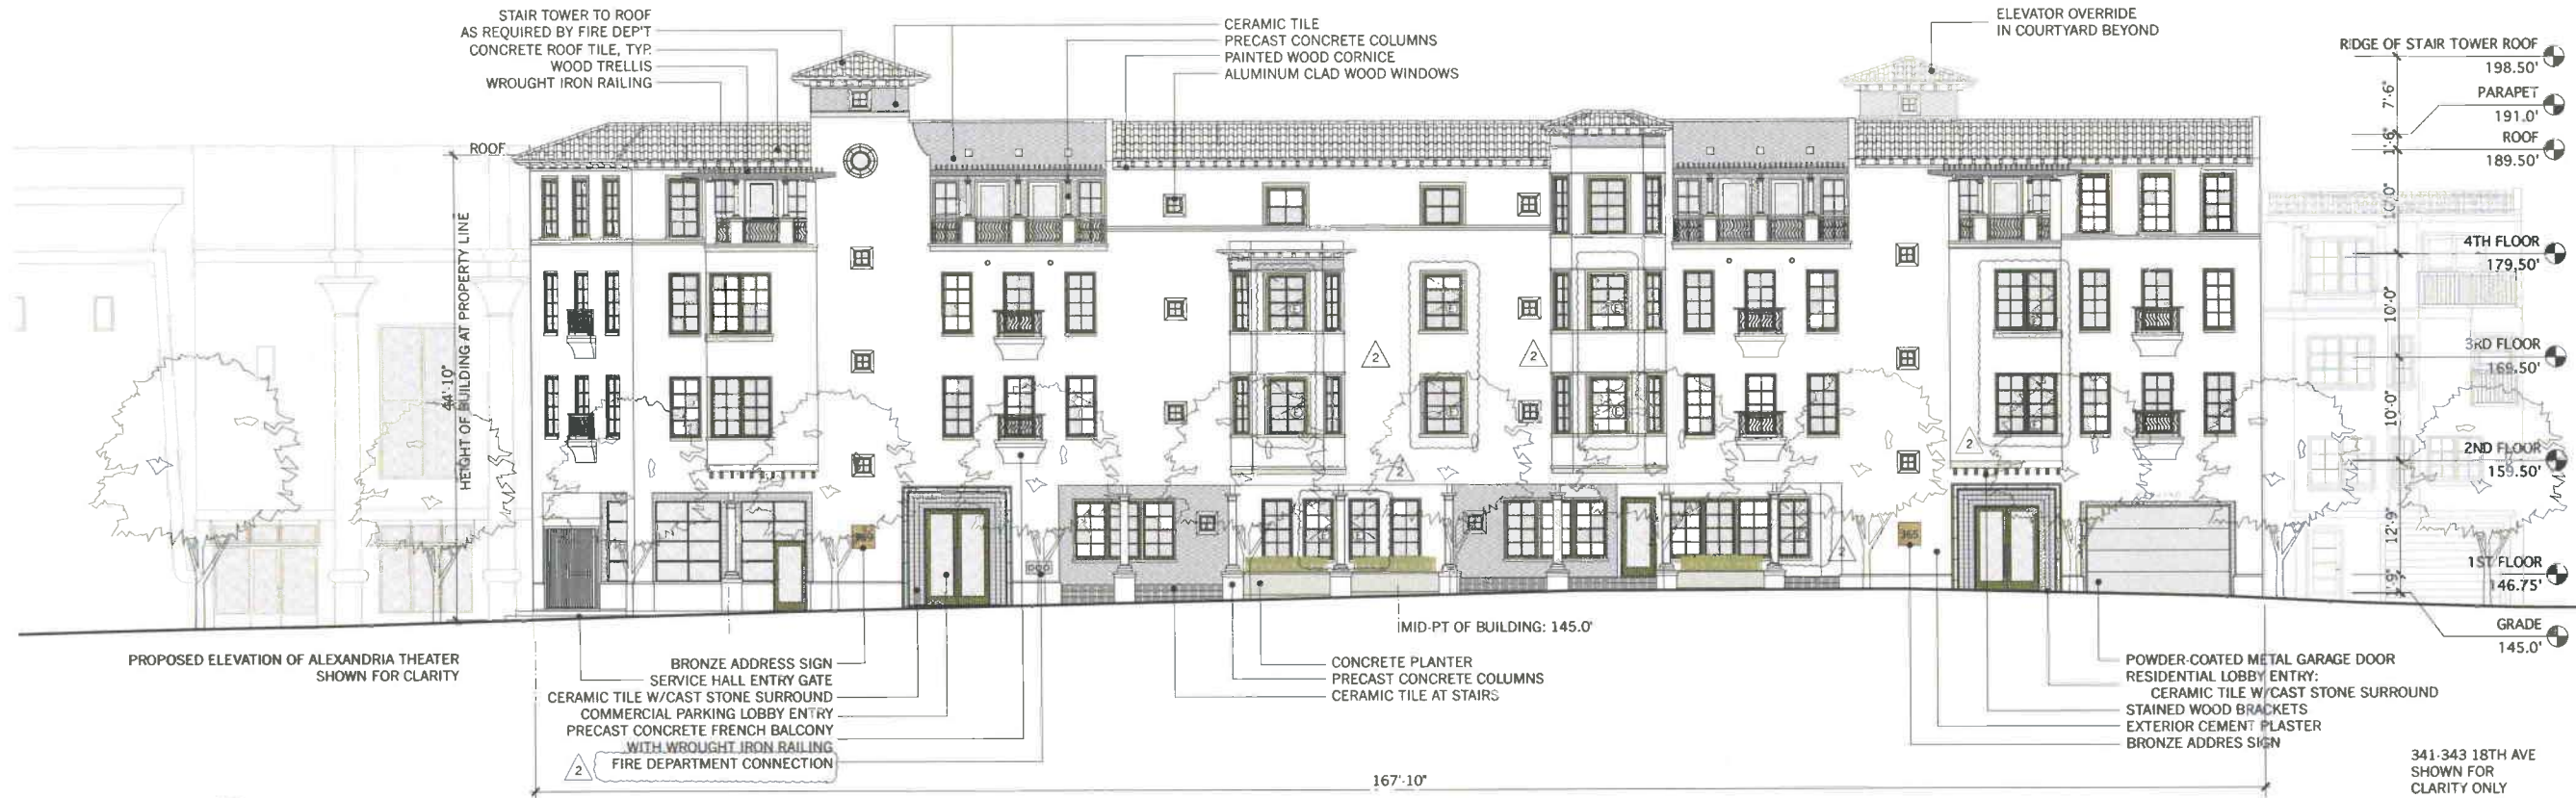 STAIR TOWER TO ROOF
AS REQUIRED BY FIRE DEP'T
CONCRETE ROOF TILE, TYP.
WOOD TRELLIS
WROUGHT IRON RAILING
CERAMIC TILE
PRECAST CONCRETE COLUMNS
PAINTED WOOD CORNICE
ALUMINUM CLAD WOOD WINDOWS
ELEVATOR OVERRIDE
IN COURTYARD BEYOND
RIDGE OF STAIR TOWER ROOF
198.50'
7'-6"
PARAPET
191.0'
1'-6"
ROOF
189.50'
10'-0"
4TH FLOOR
179.50'
10'-0"
3RD FLOOR
169.50'
10'-0"
2ND FLOOR
159.50'
12'-9"
1ST FLOOR
146.75'
1'-9"
GRADE
145.0'
ROOF
44'-10"
HEIGHT OF BUILDING AT PROPERTY LINE
2
2
2
2
2
365
MID-PT OF BUILDING: 145.0'
PROPOSED ELEVATION OF ALEXANDRIA THEATER
SHOWN FOR CLARITY
BRONZE ADDRESS SIGN
SERVICE HALL ENTRY GATE
CERAMIC TILE W/CAST STONE SURROUND
COMMERCIAL PARKING LOBBY ENTRY
PRECAST CONCRETE FRENCH BALCONY
WITH WROUGHT IRON RAILING
2
FIRE DEPARTMENT CONNECTION
CONCRETE PLANTER
PRECAST CONCRETE COLUMNS
CERAMIC TILE AT STAIRS
POWDER-COATED METAL GARAGE DOOR
RESIDENTIAL LOBBY ENTRY:
CERAMIC TILE W/CAST STONE SURROUND
STAINED WOOD BRACKETS
EXTERIOR CEMENT PLASTER
BRONZE ADDRES SIGN
167'-10"
341-343 18TH AVE
SHOWN FOR
CLARITY ONLY